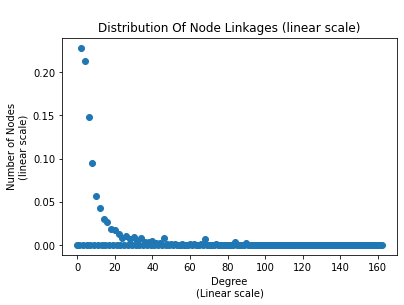 Distribution Of Node Linkages (linear scale)
Number of Nodes
(linear scale)
0.20
0.15
0.10
0.05
0.00
0 20 40 60 80 100 120 140 160
Degree
(Linear scale)